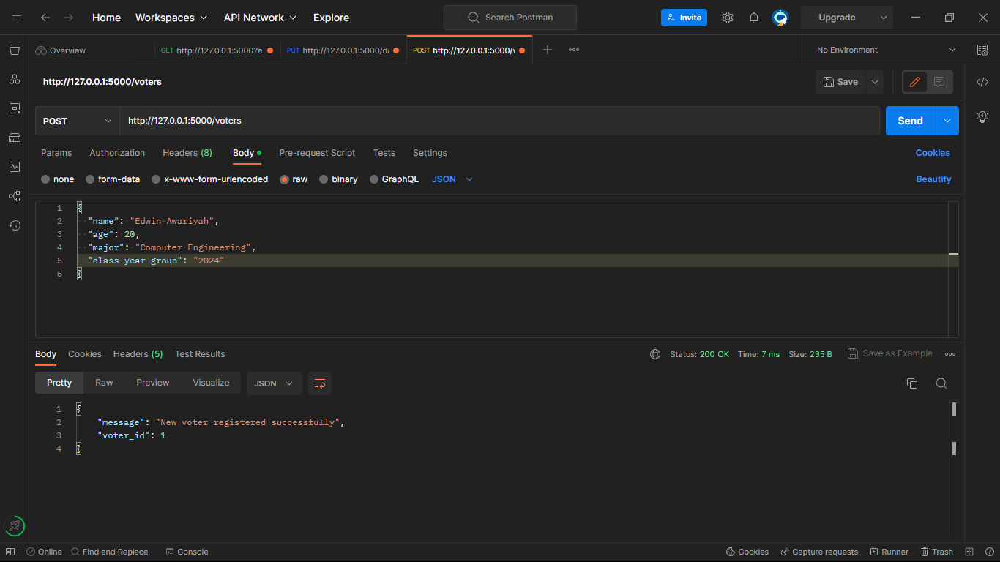 Home Workspaces API Network Explore Search Postman Invite Upgrade
Overview GET http://127.0.0.1:5000?e PUT http://127.0.0.1:5000/da POST http://127.0.0.1:5000/v No Environment
http://127.0.0.1:5000/voters Save
POST http://127.0.0.1:5000/voters Send
Params Authorization Headers (8) Body Pre-request Script Tests Settings Cookies
none form-data x-www-form-urlencoded raw binary GraphQL JSON Beautify
1 {
2 "name": "Edwin Awariyah",
3 "age": 20,
4 "major": "Computer Engineering",
5 "class year group": "2024"
6 }
Body Cookies Headers (5) Test Results Status: 200 OK Time: 7 ms Size: 235 B Save as Example
Pretty Raw Preview Visualize JSON
1 {
2 "message": "New voter registered successfully",
3 "voter_id": 1
4 }
Online Find and Replace Console Cookies Capture requests Runner Trash